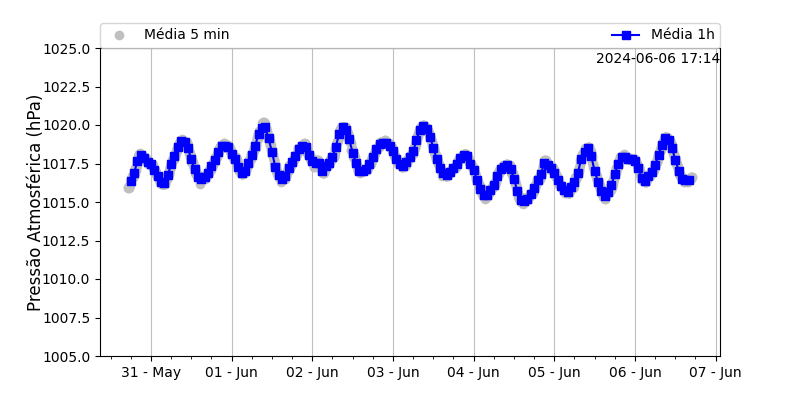 Média 5 min
Média 1h
2024-06-06 17:14
Pressão Atmosférica (hPa)
1025.0
1022.5
1020.0
1017.5
1015.0
1012.5
1010.0
1007.5
1005.0
31 - May
01 - Jun
02 - Jun
03 - Jun
04 - Jun
05 - Jun
06 - Jun
07 - Jun